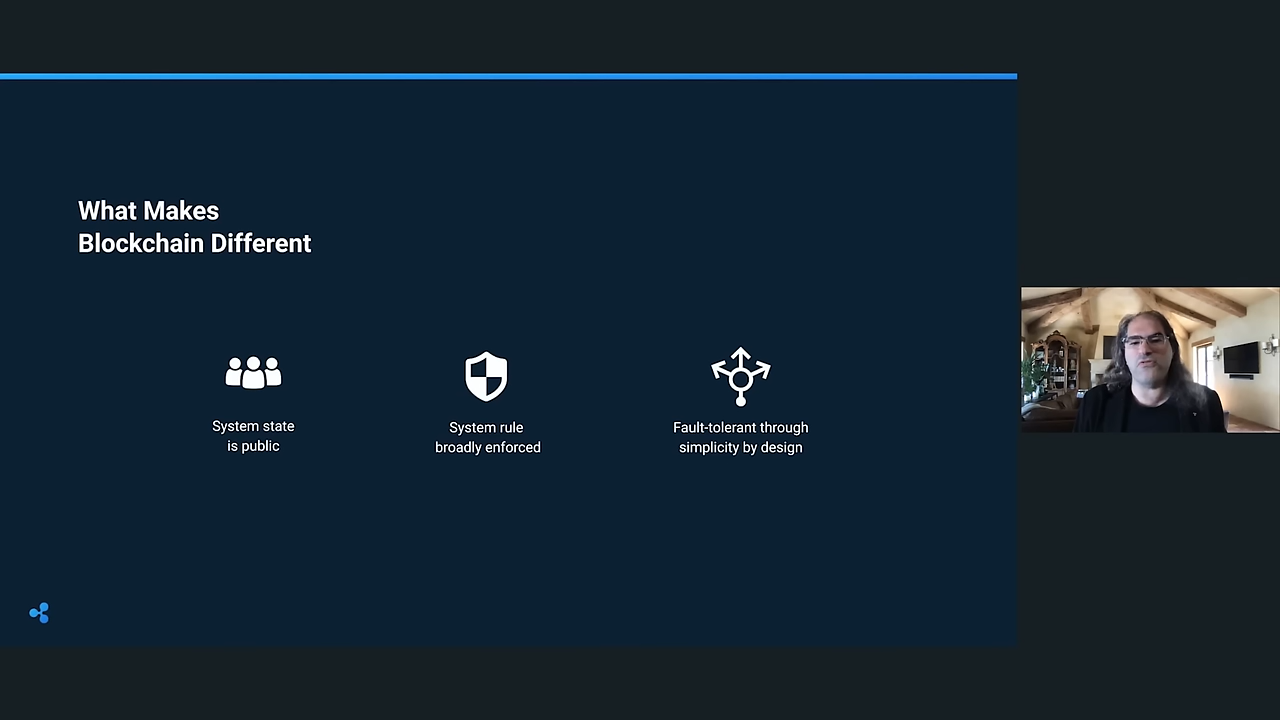 What Makes
Blockchain Different
System state
is public
System rule
broadly enforced
Fault-tolerant through
simplicity by design